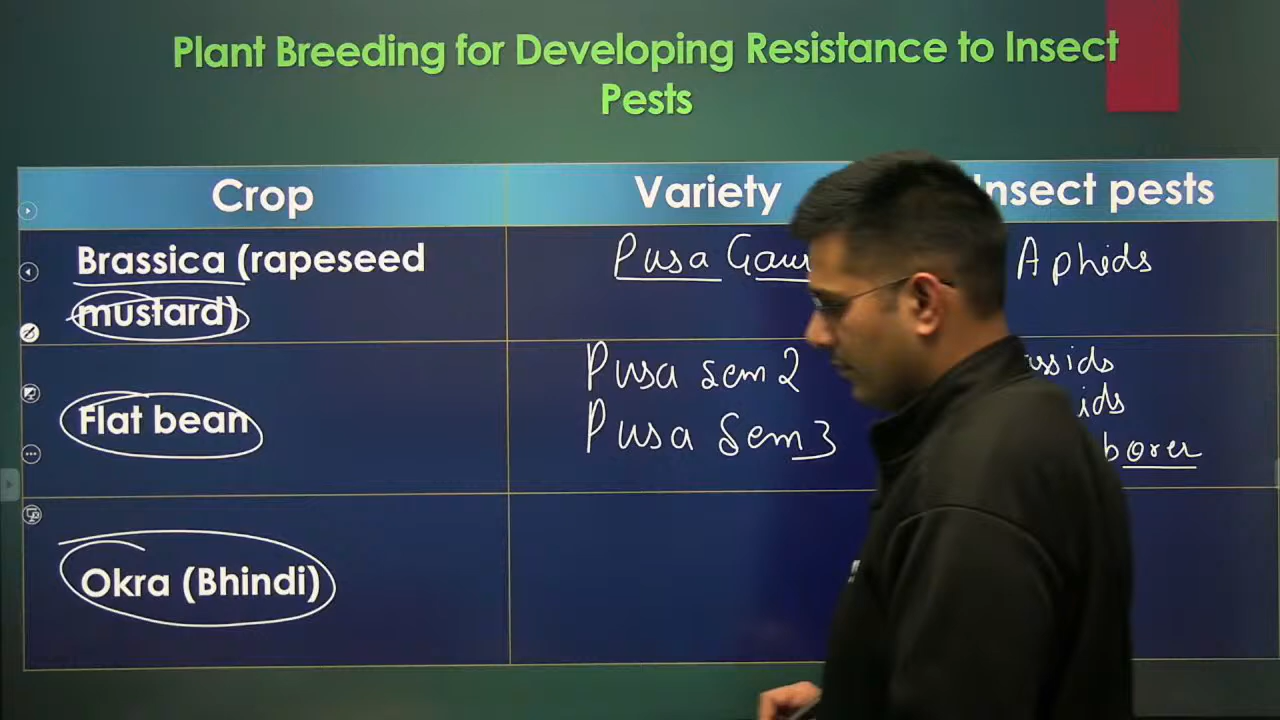 Plant Breeding for Developing Resistance to Insect
Pests
Crop Variety Insect pests
Brassica (rapeseed
mustard)
Pusa Aphids
Flat bean
Pusa Sem 2
Pusa Sem 3
borer
Okra (Bhindi)